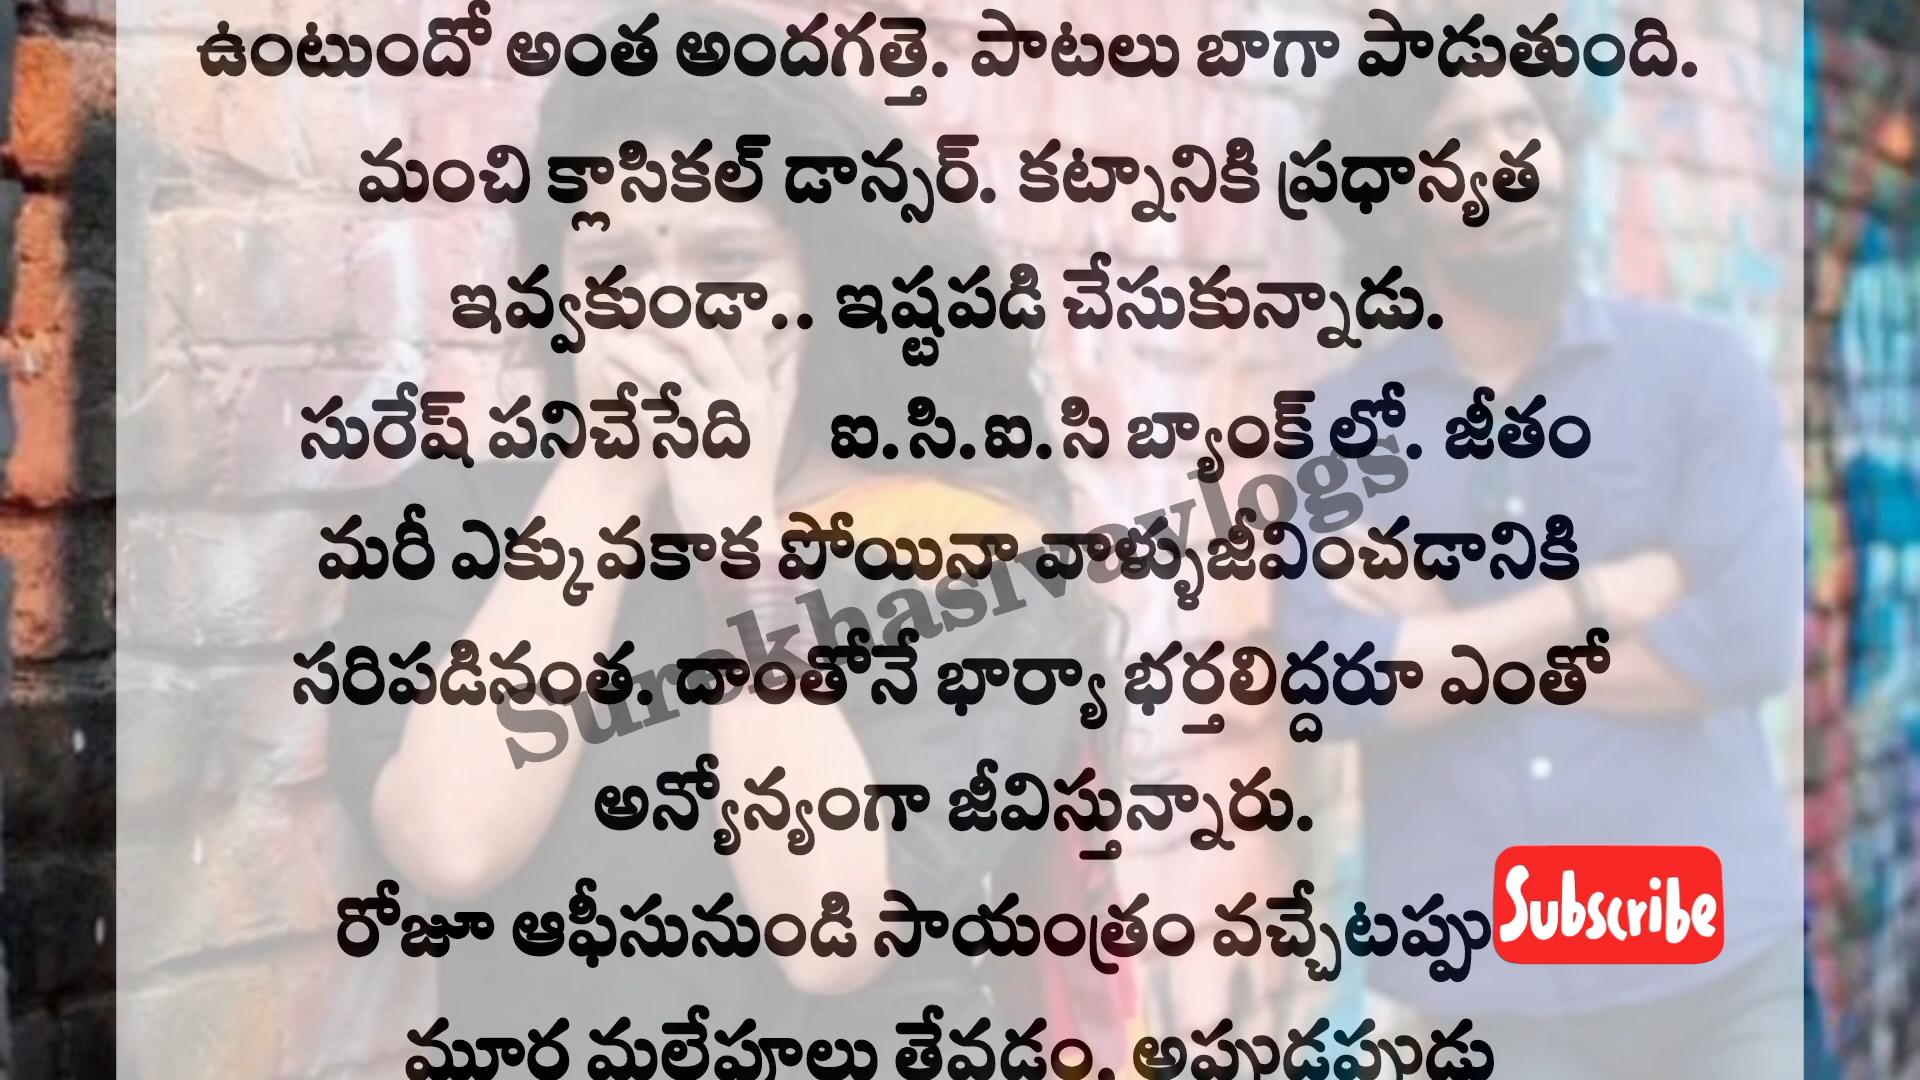 ఉంటుందో అంత అందగత్తె. పాటలు బాగా పాడుతుంది.
మంచి క్లాసికల్ డాన్సర్. కట్నానికి ప్రధాన్యత
ఇవ్వకుండా.. ఇష్టపడి చేసుకున్నాడు.
సురేష్ పనిచేసేది ఐ.సి.ఐ.సి బ్యాంక్ లో. జీతం
మరీ ఎక్కువకాక పోయినా వాళ్ళుజీవించడానికి
సరిపడినంత. దాంతోనే భార్యా భర్తలిద్దరూ ఎంతో
అన్యోన్యంగా జీవిస్తున్నారు.
రోజూ ఆఫీసునుండి సాయంత్రం వచ్చేటప్పు
మూర మల్లేపూలు తేవడం. అపుడపుడు
Surekhasivavlogs
Subscribe